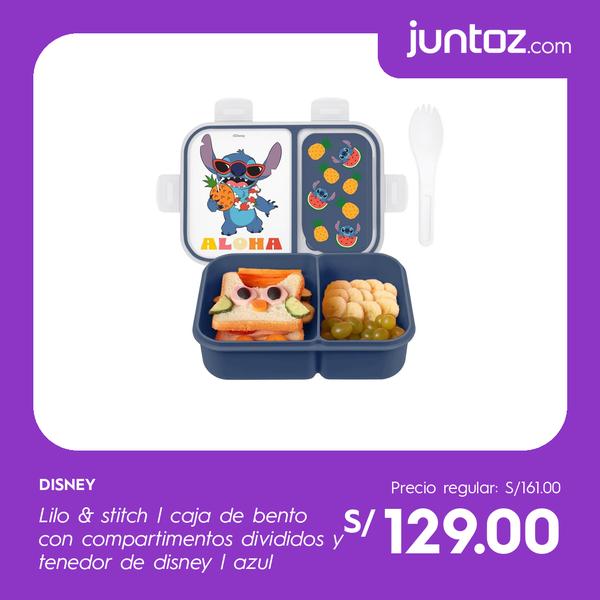 juntoz.com
Disney
ALOHA
DISNEY
Lilo & stitch | caja de bento
con compartimentos divididos y
tenedor de disney | azul
Precio regular: S/161.00
S/ 129.00